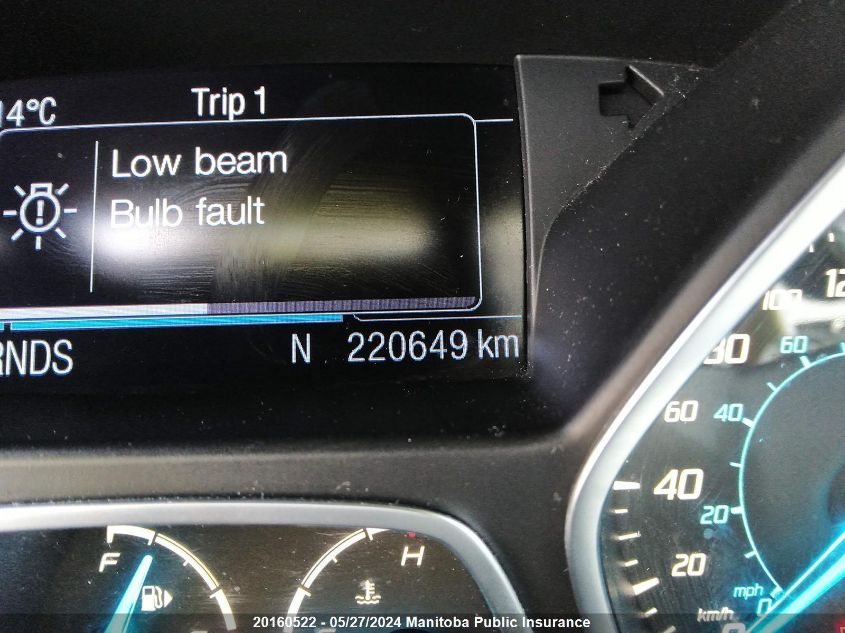 14°C Trip 1
Low beam
Bulb fault
RNDS N 220649 km
100
80 60
60 40
40
20
20
mph
km/h 0
F H
20160522 - 05/27/2024 Manitoba Public Insurance